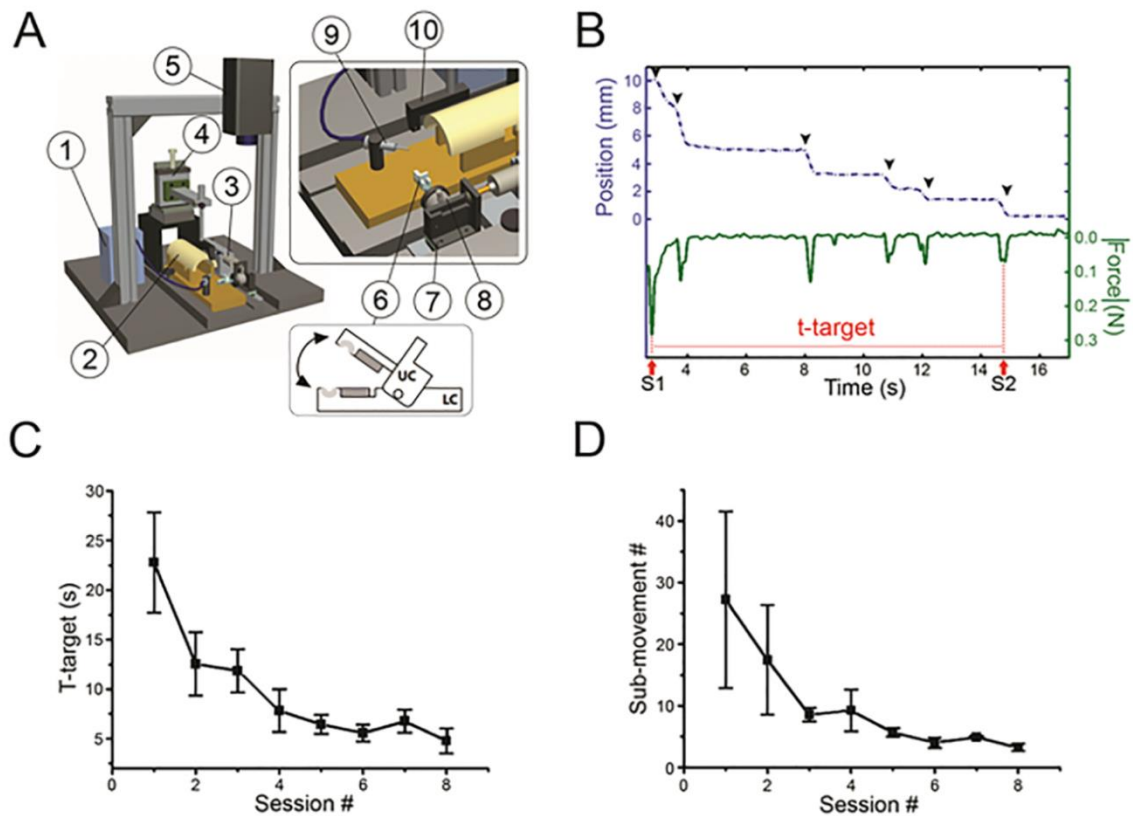 A
1
2
3
4
5
9
10
6
7
8
UC
LC
B
Position (mm)
10
8
6
4
2
0
0.0
0.1
0.2
0.3
|Force|(N)
t-target
4 6 8 10 12 14 16
S1 Time (s) S2
C
T-target (s)
30
25
20
15
10
5
0 2 4 6 8
Session #
D
Sub-movement #
40
30
20
10
0
0 2 4 6 8
Session #